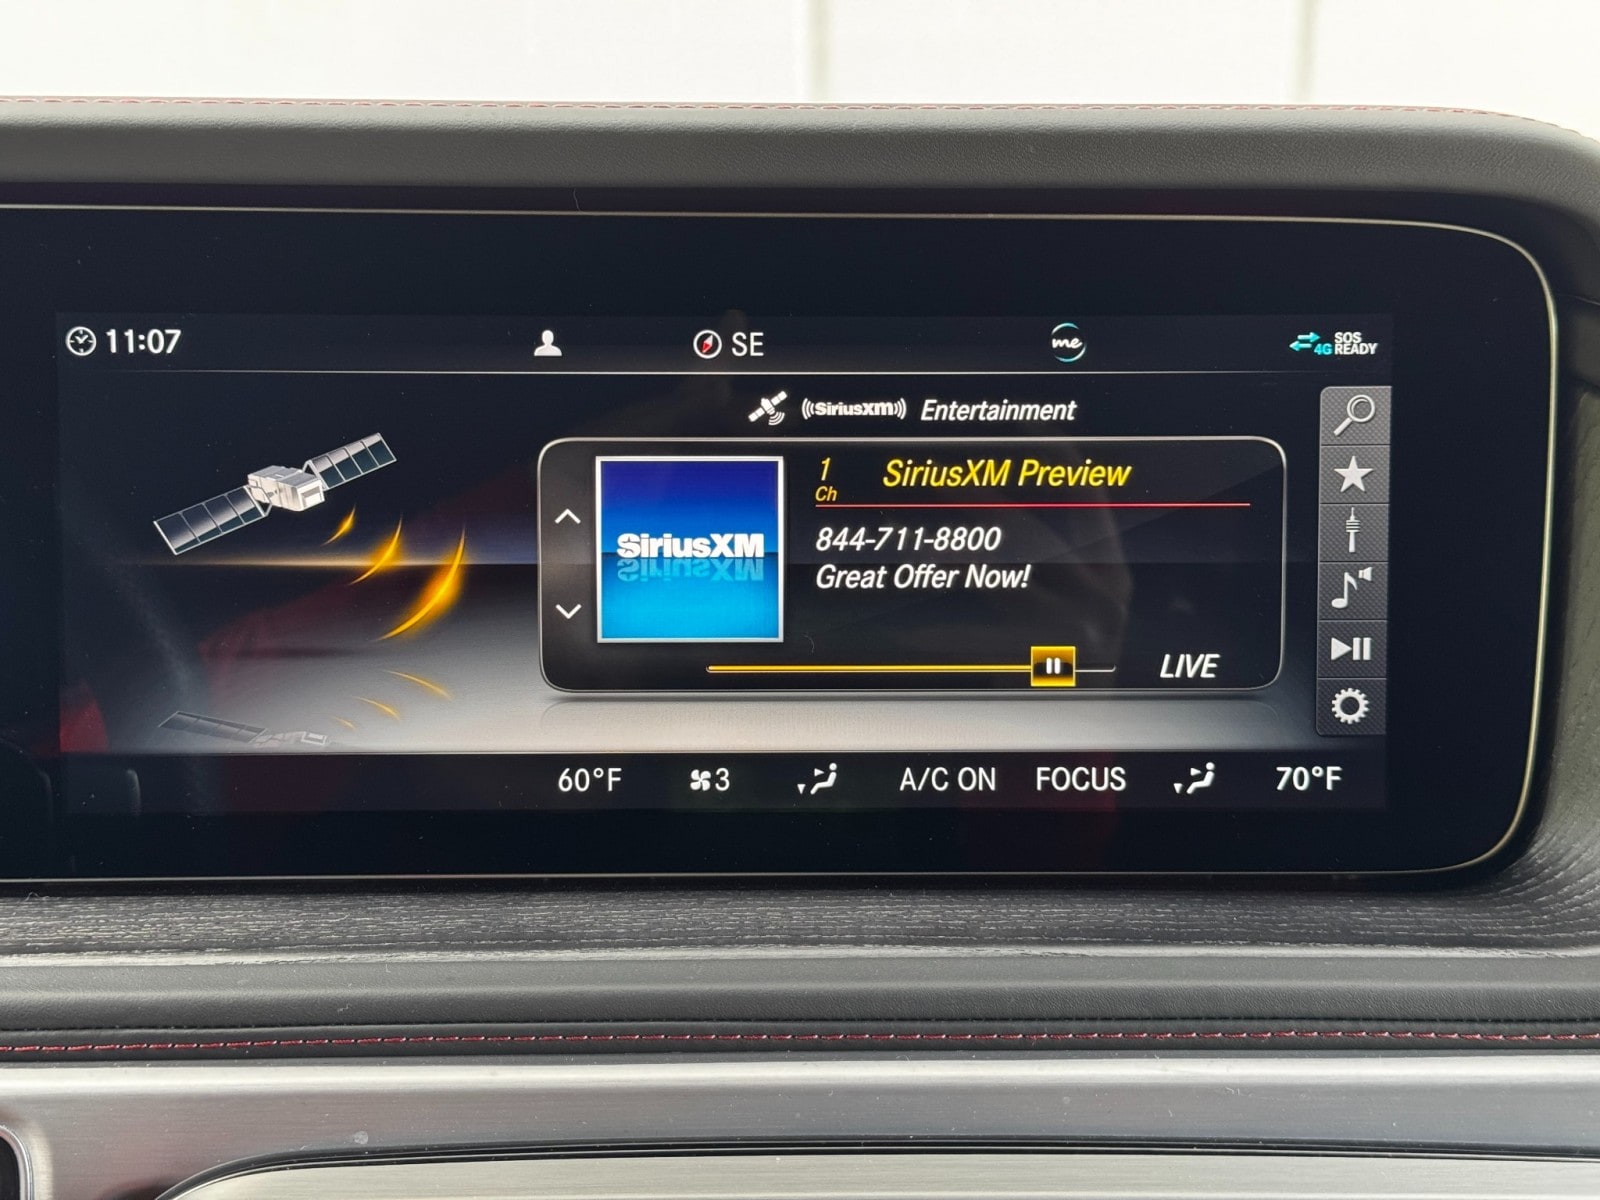 11:07
SE
me
4G
SOS
READY
((SiriusXM)) Entertainment
1
Ch
SiriusXM Preview
SiriusXM
844-711-8800
Great Offer Now!
LIVE
60°F
3
A/C ON
FOCUS
70°F